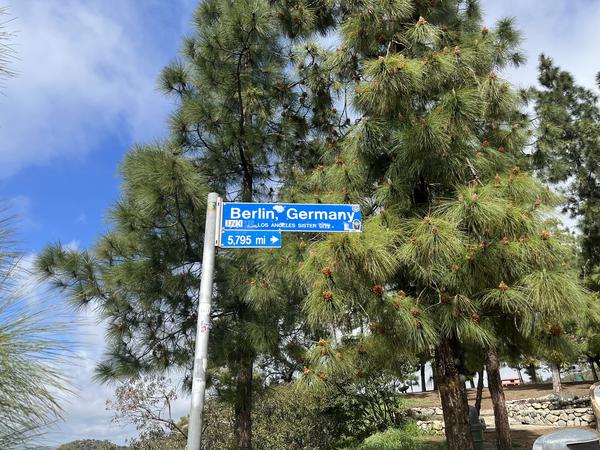 Berlin, Germany
LOS ANGELES SISTER CITY
5,795 mi →